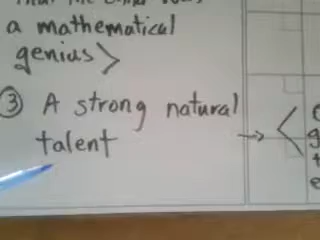 a mathematical
genius>
③ A strong natural
talent
→ <